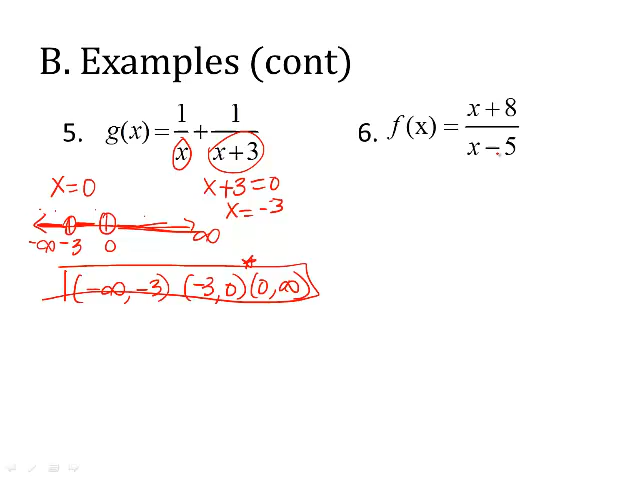 B. Examples (cont)
5. g(x) = 1/x + 1/(x+3)
x=0
x+3=0
x=-3
-∞ -3 0 ∞
(-∞, -3) (-3, 0) (0, ∞)
6. f(x) = (x+8)/(x-5)